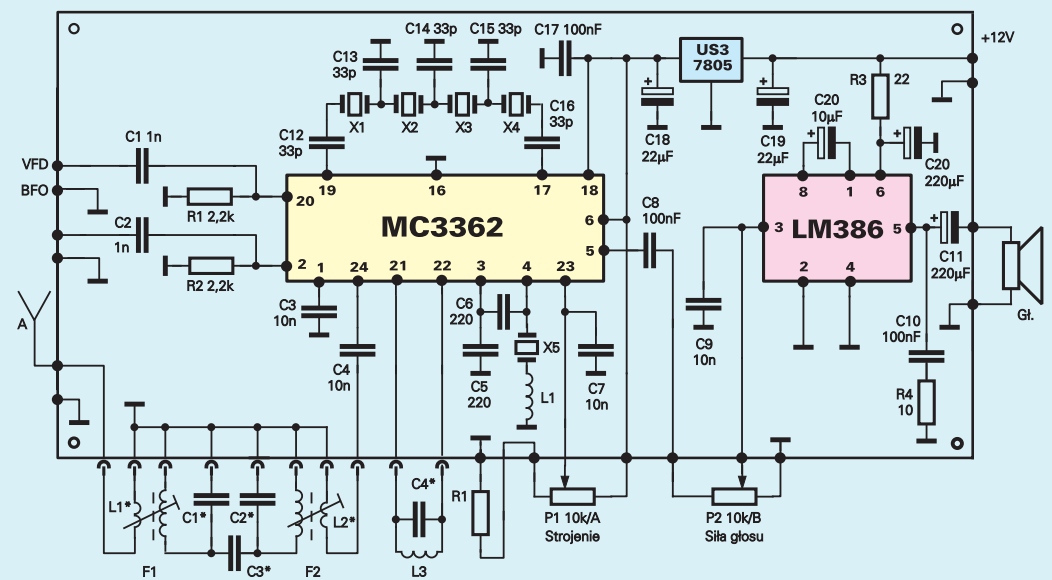 C14 33p C15 33p C17 100nF
C13
33p
US3
7805
+12V
R3 22
C20
10µF
X1 X2 X3 X4
C16
33p
C12
33p
C18
22µF
C19
22µF
C20
220µF
C1 1n
VFD
BFO
R1 2,2k
C2
1n
R2 2,2k
19 16 17 18
20
2
6
5
MC3362
1 24 21 22 3 4 23
C8
100nF
8 1 6
3
5
LM386
2 4
C11
220µF
Gł.
A
C3
10n
C4
10n
C6
220
C5
220
X5
L1
C7
10n
C9
10n
C10
100nF
R4
10
L1*
C1*
C2*
L2*
C3*
F1
F2
C4*
L3
R1
P1 10k/A
Strojenie
P2 10k/B
Siła głosu
+
+
+
+
+